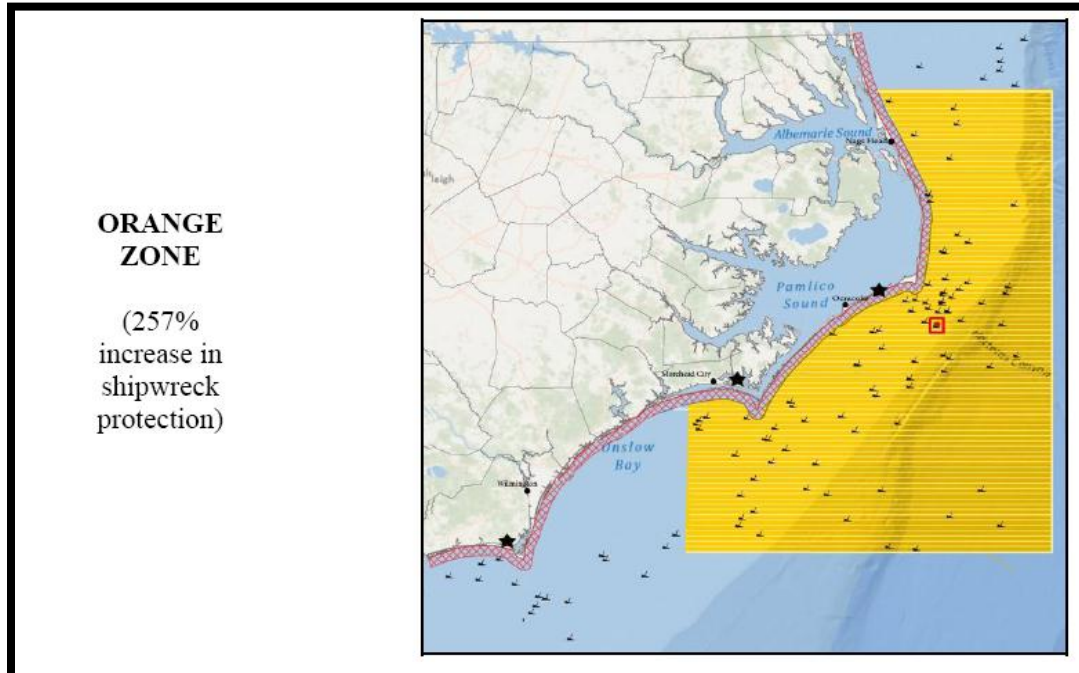 ORANGE
ZONE
(257%
increase in
shipwreck
protection)
Albemarle Sound
Nags Head
leigh
Pamlico
Sound
Ocracoke
Morehead City
Onslow
Bay
Wilmington